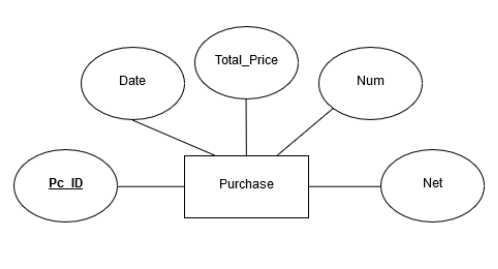 Total_Price
Date
Num
Pc_ID
Purchase
Net